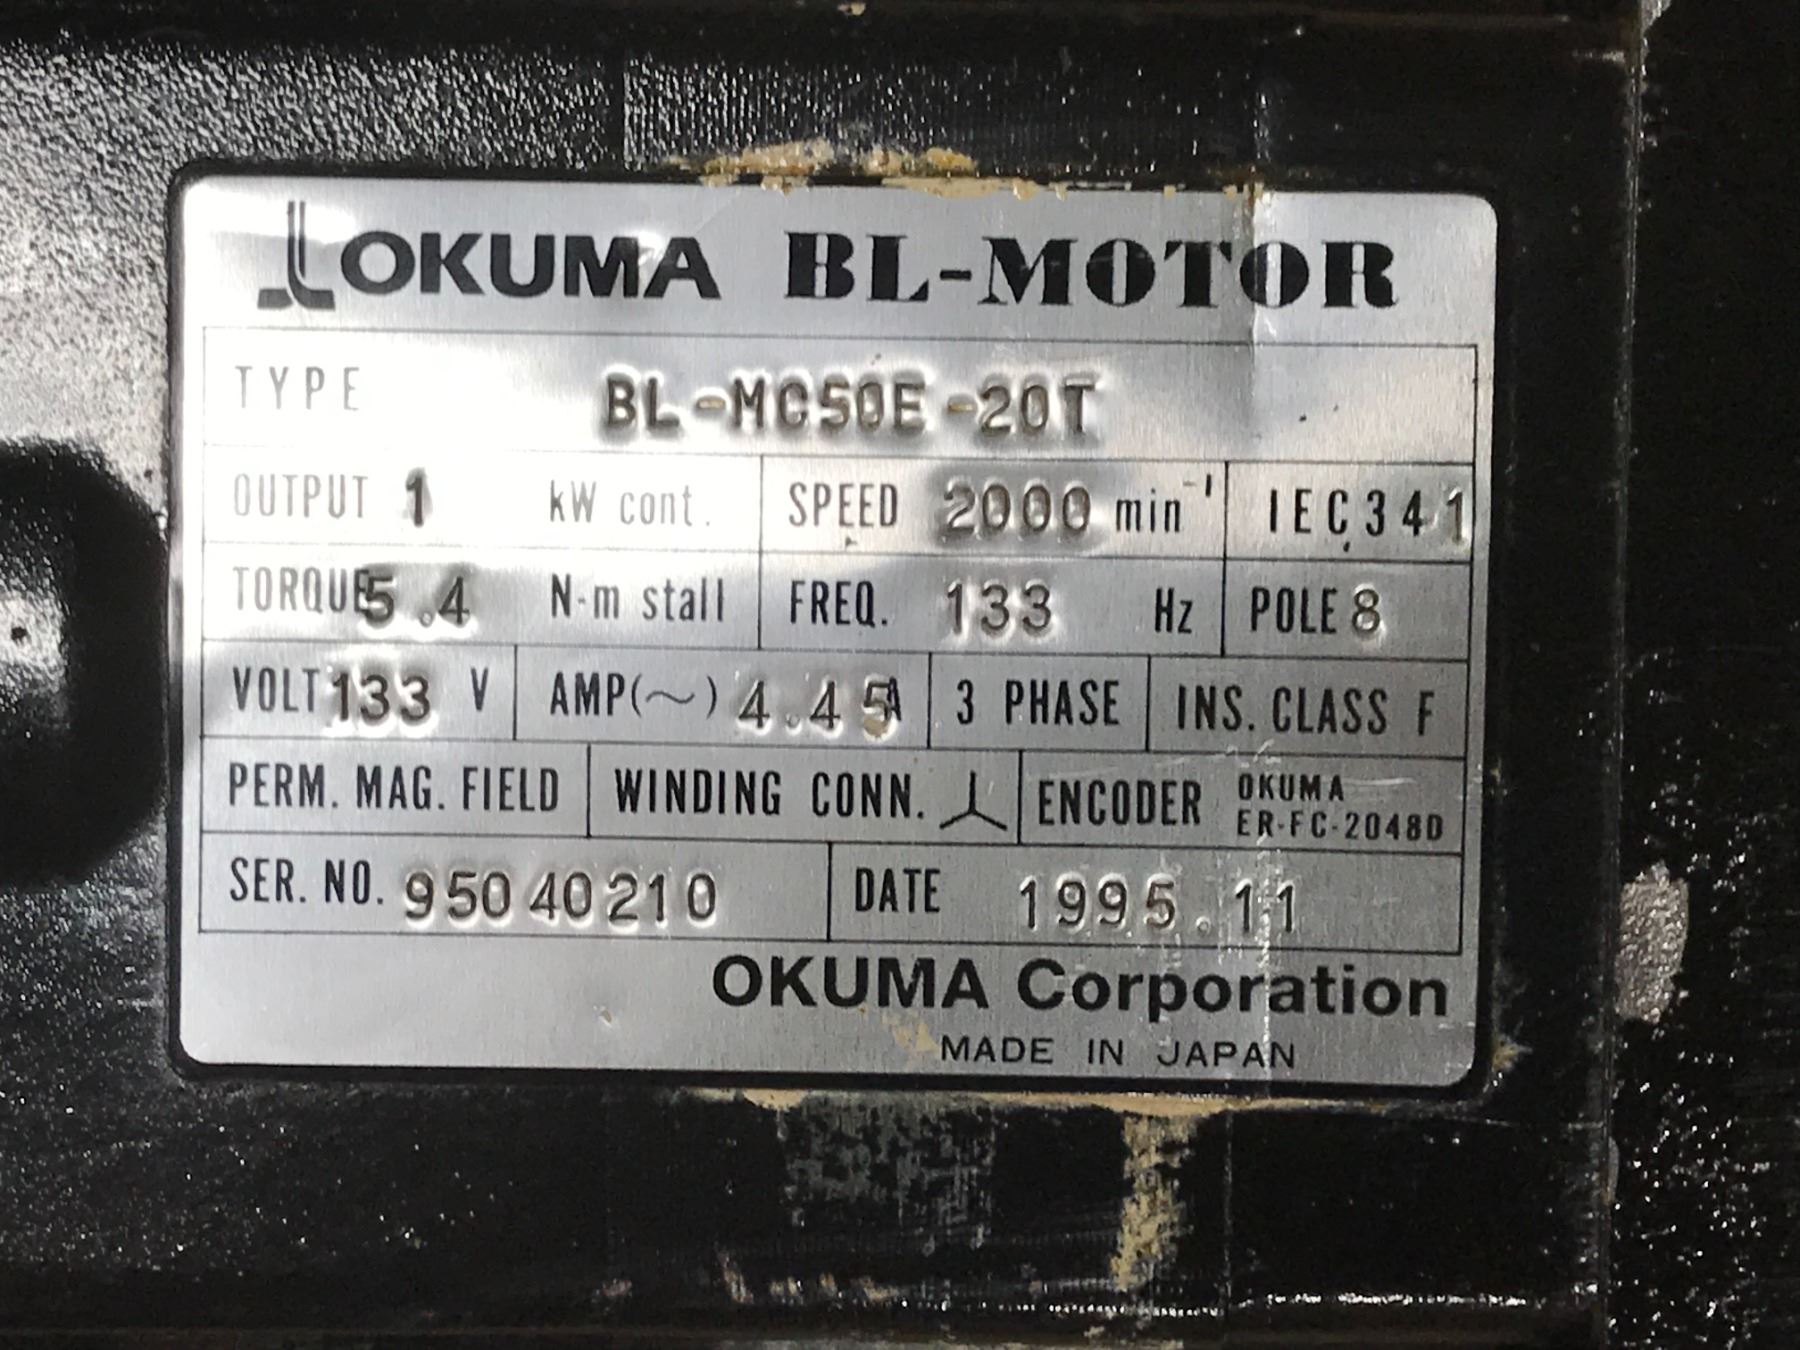 OKUMA BL-MOTOR
TYPE BL-MC50E-20T
OUTPUT 1 kW cont. SPEED 2000 min⁻¹ IEC341
TORQUE 5.4 N-m stall FREQ. 133 Hz POLE 8
VOLT 133 V AMP(~) 4.45A 3 PHASE INS. CLASS F
PERM. MAG. FIELD WINDING CONN. ENCODER OKUMA
ER-FC-2048D
SER. NO. 95040210 DATE 1995.11
OKUMA Corporation
MADE IN JAPAN